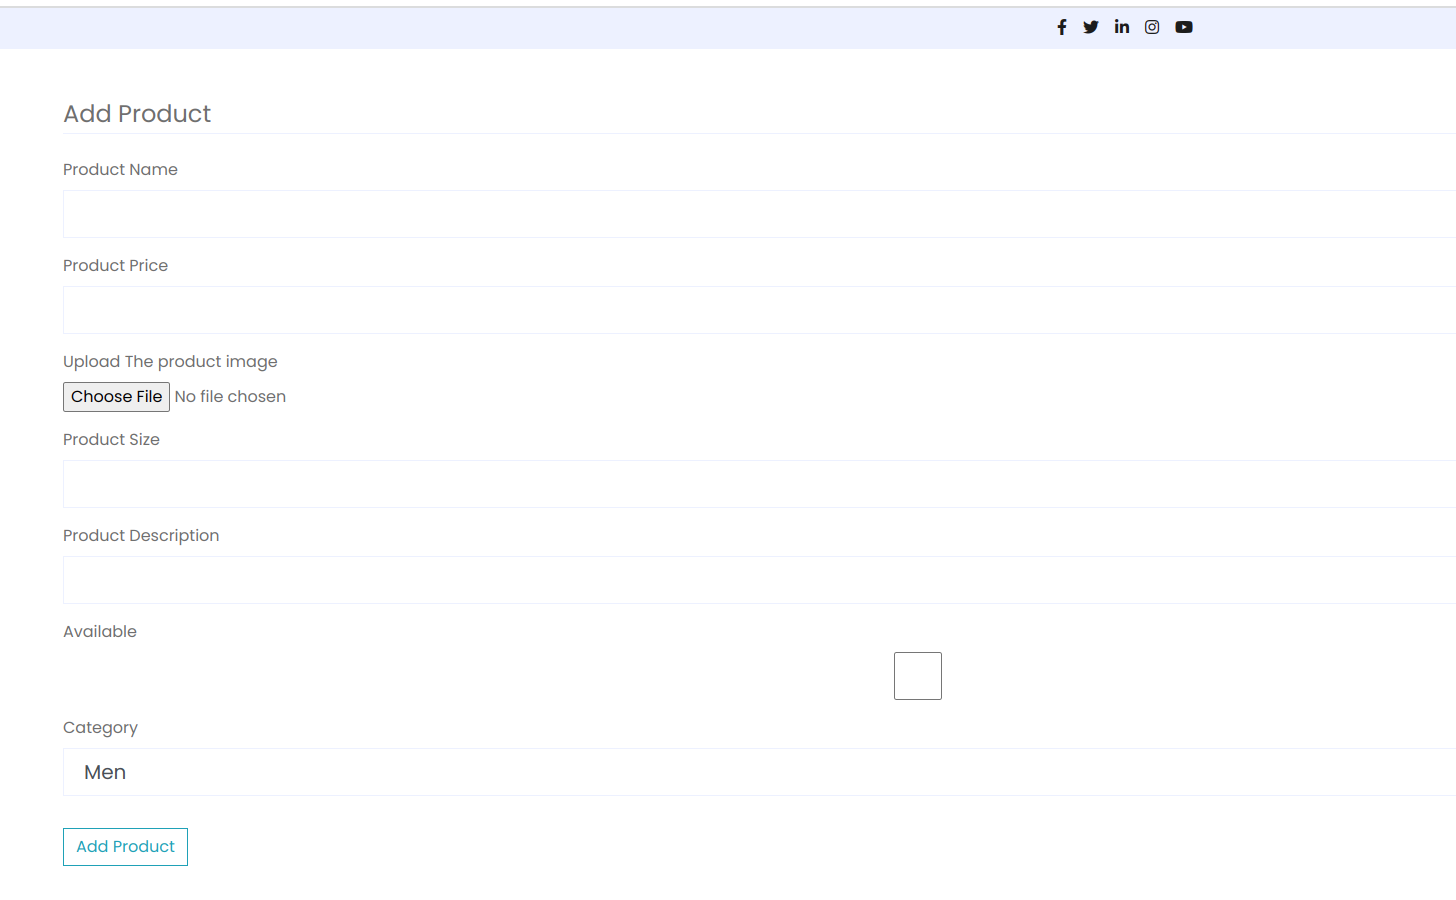 Add Product
Product Name
Product Price
Upload The product image
Choose File No file chosen
Product Size
Product Description
Available
Category
Men
Add Product